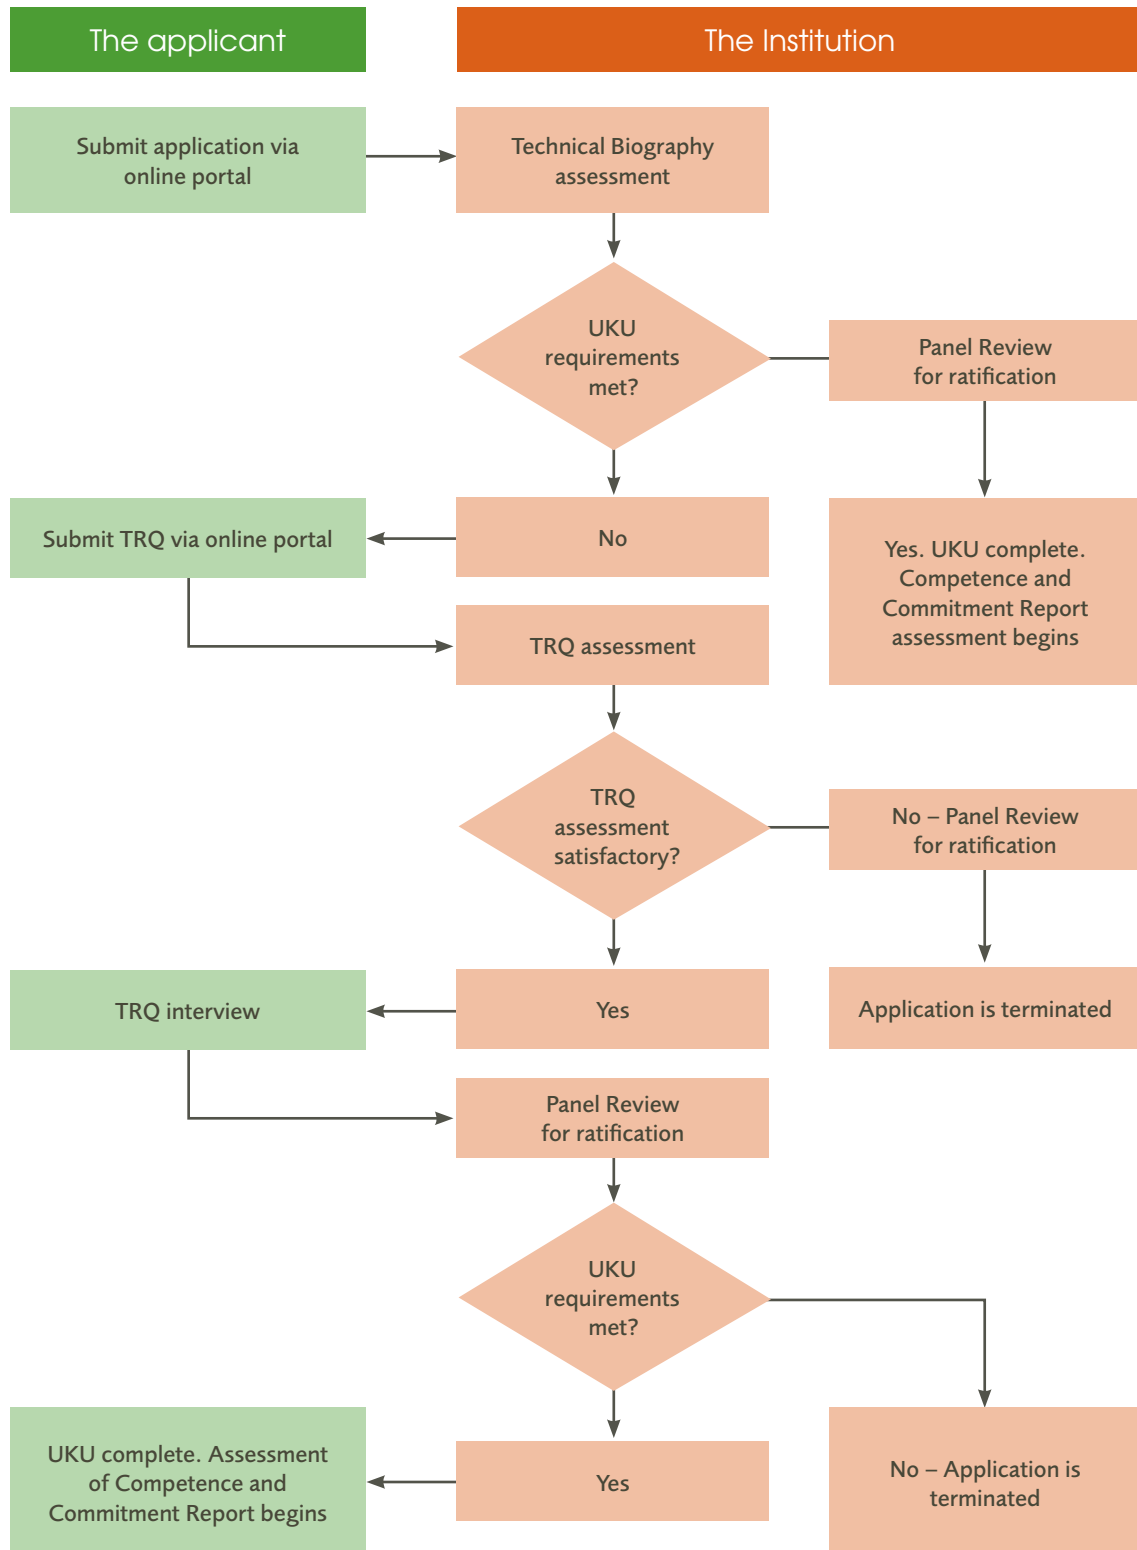 The applicant
The Institution
Submit application via
online portal
Technical Biography
assessment
UKU
requirements
met?
Panel Review
for ratification
Submit TRQ via online portal
No
Yes. UKU complete.
Competence and
Commitment Report
assessment begins
TRQ assessment
TRQ
assessment
satisfactory?
No – Panel Review
for ratification
TRQ interview
Yes
Application is terminated
Panel Review
for ratification
UKU
requirements
met?
UKU complete. Assessment
of Competence and
Commitment Report begins
Yes
No – Application is
terminated